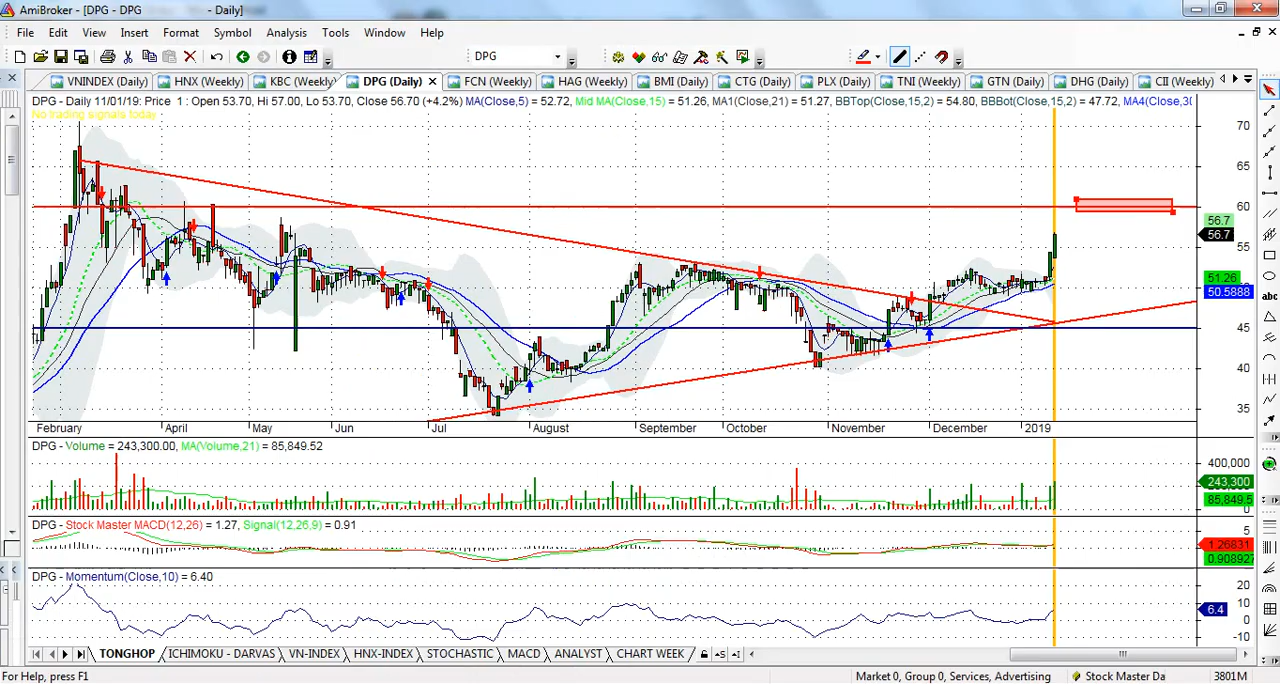 AmiBroker - [DPG - DPG - Daily]
File Edit View Insert Format Symbol Analysis Tools Window Help
DPG
VNINDEX (Daily) HNX (Weekly) KBC (Weekly) DPG (Daily) FCN (Weekly) HAG (Weekly) BMI (Daily) CTG (Daily) PLX (Daily) TNI (Weekly) GTN (Daily) DHG (Daily) CII (Weekly)
DPG - Daily 11/01/19: Price 1 : Open 53.70, Hi 57.00, Lo 53.70, Close 56.70 (+4.2%) MA(Close,5) = 52.72, Mid MA(Close,15) = 51.26, MA1(Close,21) = 51.27, BBTop(Close,15,2) = 54.80, BBBot(Close,15,2) = 47.72, MA4(Close,30
No trading signals today
70
65
60
56.7
56.7
55
51.26
50.5888
45
40
35
February April May Jun Jul August September October November December 2019
DPG - Volume = 243,300.00, MA(Volume,21) = 85,849.52
400,000
243,300
85,849.5
0
DPG - Stock Master MACD(12,26) = 1.27, Signal(12,26,9) = 0.91
5
1.26831
0.908927
DPG - Momentum(Close,10) = 6.40
20
10
6.4
0
-10
TONGHOP ICHIMOKU - DARVAS VN-INDEX HNX-INDEX STOCHASTIC MACD ANALYST CHART WEEK
For Help, press F1 Market 0, Group 0, Services, Advertising Stock Master Da 3801M
abc